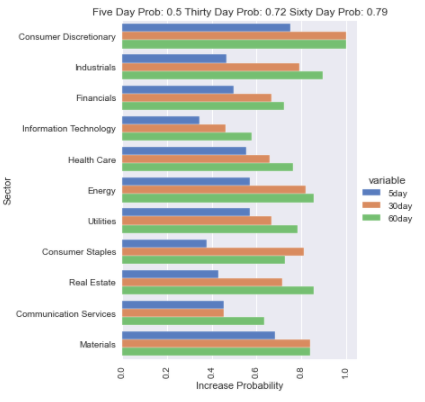 Five Day Prob: 0.5 Thirty Day Prob: 0.72 Sixty Day Prob: 0.79
Sector
Consumer Discretionary
Industrials
Financials
Information Technology
Health Care
Energy
Utilities
Consumer Staples
Real Estate
Communication Services
Materials
0.0 0.2 0.4 0.6 0.8 1.0
Increase Probability
variable
5day
30day
60day